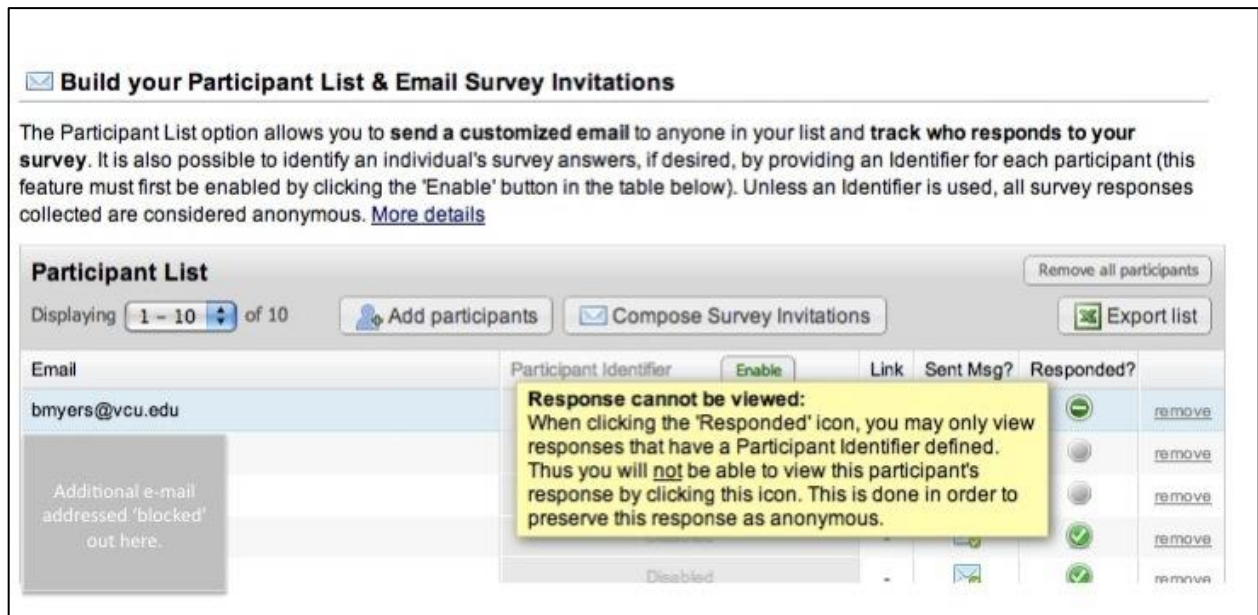 Build your Participant List & Email Survey Invitations
The Participant List option allows you to send a customized email to anyone in your list and track who responds to your
survey. It is also possible to identify an individual's survey answers, if desired, by providing an Identifier for each participant (this
feature must first be enabled by clicking the 'Enable' button in the table below). Unless an Identifier is used, all survey responses
collected are considered anonymous. More details
Participant List
Remove all participants
Displaying 1 - 10 of 10
Add participants
Compose Survey Invitations
Export list
Email Participant Identifier Enable Link Sent Msg? Responded?
bmyers@vcu.edu
remove
Response cannot be viewed:
When clicking the 'Responded' icon, you may only view
responses that have a Participant Identifier defined.
Thus you will not be able to view this participant's
response by clicking this icon. This is done in order to
preserve this response as anonymous.
remove
Additional e-mail
addressed 'blocked'
out here.
remove
- remove
Disabled - remove